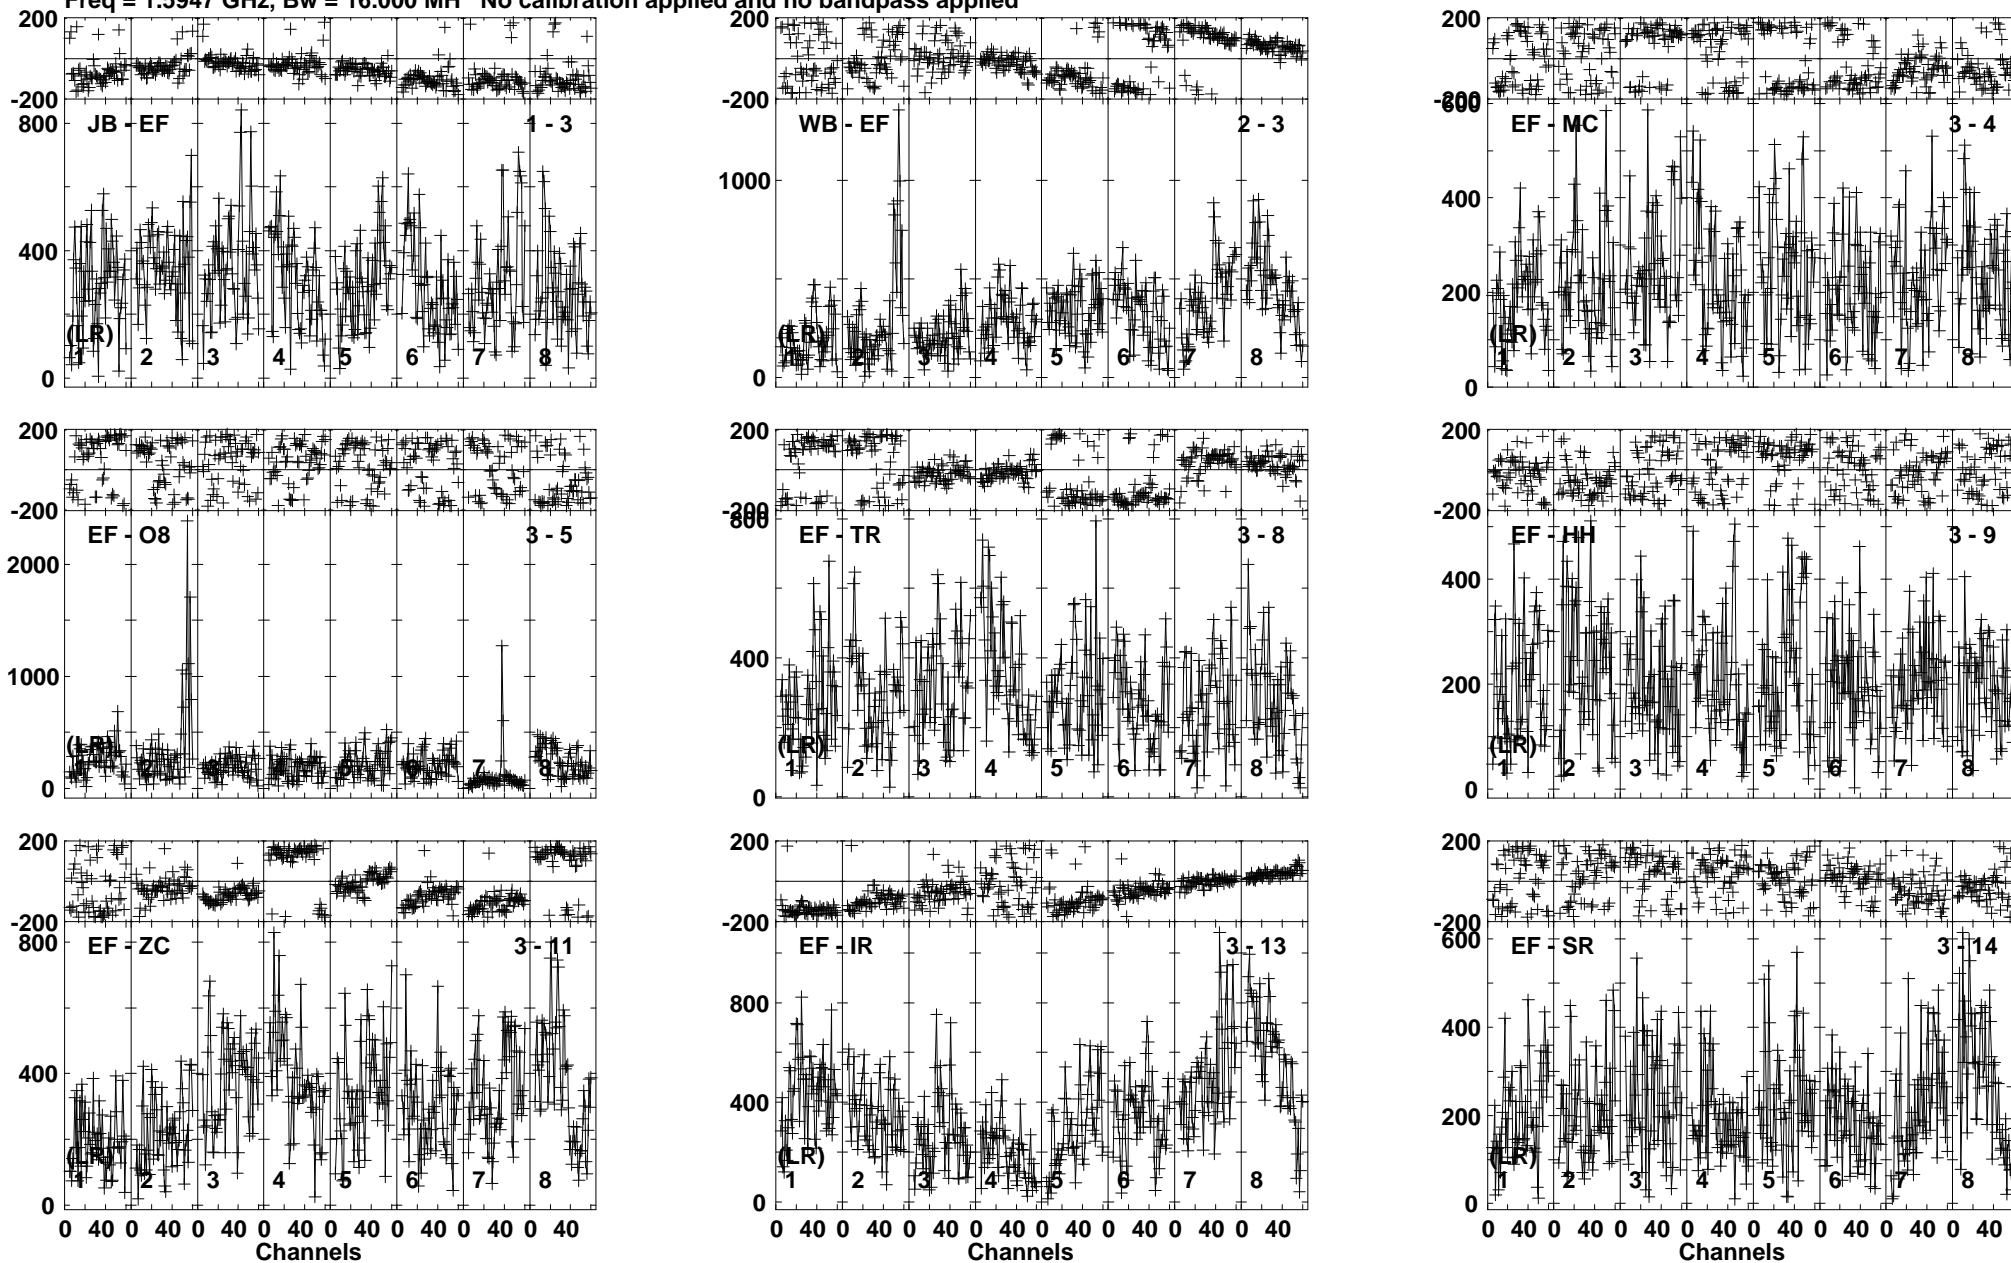 Freq = 1.5947 GHz, Bw = 16.000 MH No calibration applied and no bandpass applied
200 200 200
-200 -200 -200
JB - EF 1 - 3 WB - EF 2 - 3 EF - MC 3 - 4
800 600
1000
400 400
200
(LR) (LR) (LR)
1 2 3 4 5 6 7 8 1 2 3 4 5 6 7 8 1 2 3 4 5 6 7 8
0 0 0
200 200 200
-200 -200 -200
EF - O8 3 - 5 EF - TR 3 - 8 EF - HH 3 - 9
800
2000 400
1000 400 200
(LR) (LR) (LR)
1 2 3 4 5 6 7 8 1 2 3 4 5 6 7 8 1 2 3 4 5 6 7 8
0 0 0
200 200 200
-200 -200 -200
EF - ZC 3 - 11 EF - IR 3 - 13 EF - SR 3 - 14
800 600
800
400 400 400
200
(LR) (LR) (LR)
1 2 3 4 5 6 7 8 1 2 3 4 5 6 7 8 1 2 3 4 5 6 7 8
0 0 0
0 40 0 40 0 40 0 40 0 40 0 40 0 40 0 40 0 40 0 40 0 40 0 40 0 40 0 40 0 40 0 40 0 40 0 40 0 40 0 40 0 40 0 40 0 40 0 40
Channels Channels Channels